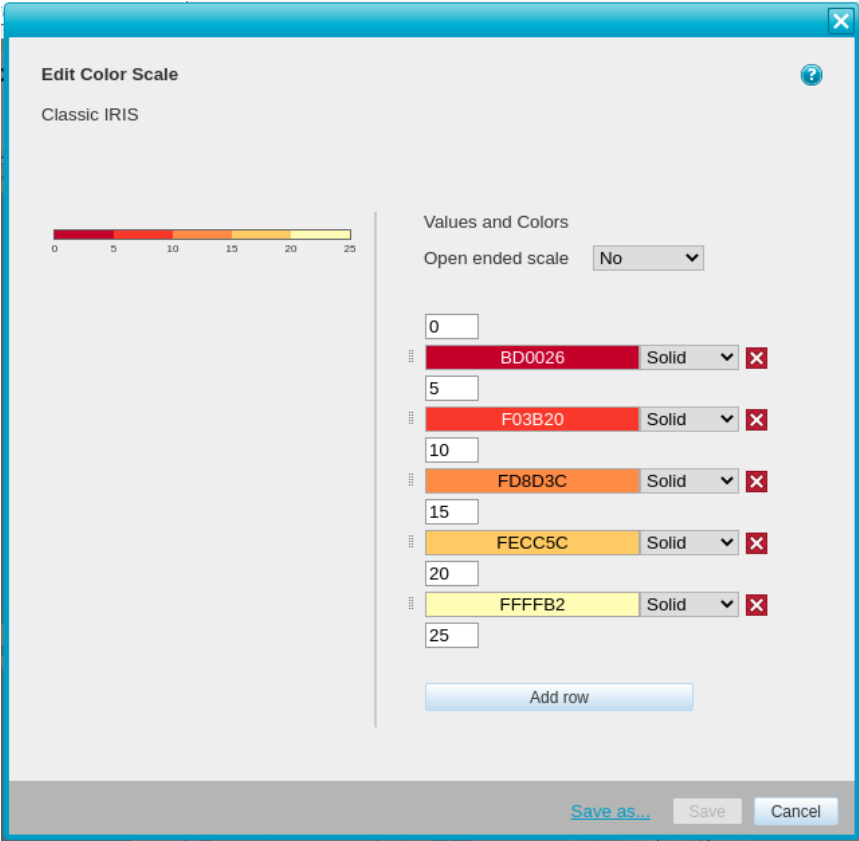 Edit Color Scale
?
Classic IRIS
0 5 10 15 20 25
Values and Colors
Open ended scale No
0
BD0026 Solid
5
F03B20 Solid
10
FD8D3C Solid
15
FECC5C Solid
20
FFFFB2 Solid
25
Add row
Save as... Save Cancel